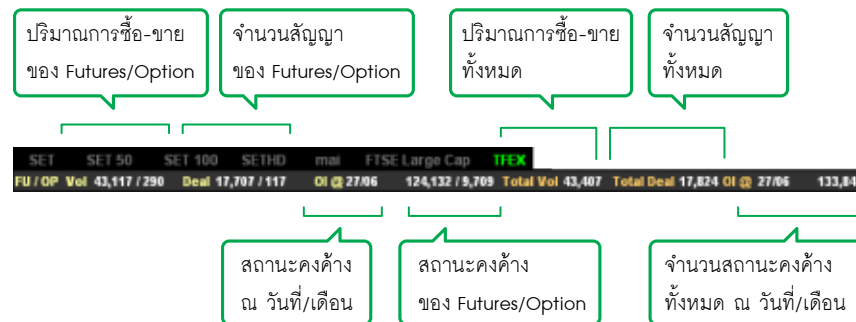 ปริมาณการซื้อ-ขาย
ของ Futures/Option
จำนวนสัญญา
ของ Futures/Option
ปริมาณการซื้อ-ขาย
ทั้งหมด
จำนวนสัญญา
ทั้งหมด
SET SET 50 SET 100 SETHD mai FTSE Large Cap TFEX
FU / OP Vol 43,117 / 290 Deal 17,707 / 117 OI @ 27/06 124,132 / 9,709 Total Vol 43,407 Total Deal 17,824 OI @ 27/06 133,84
สถานะคงค้าง
ณ วันที่/เดือน
สถานะคงค้าง
ของ Futures/Option
จำนวนสถานะคงค้าง
ทั้งหมด ณ วันที่/เดือน